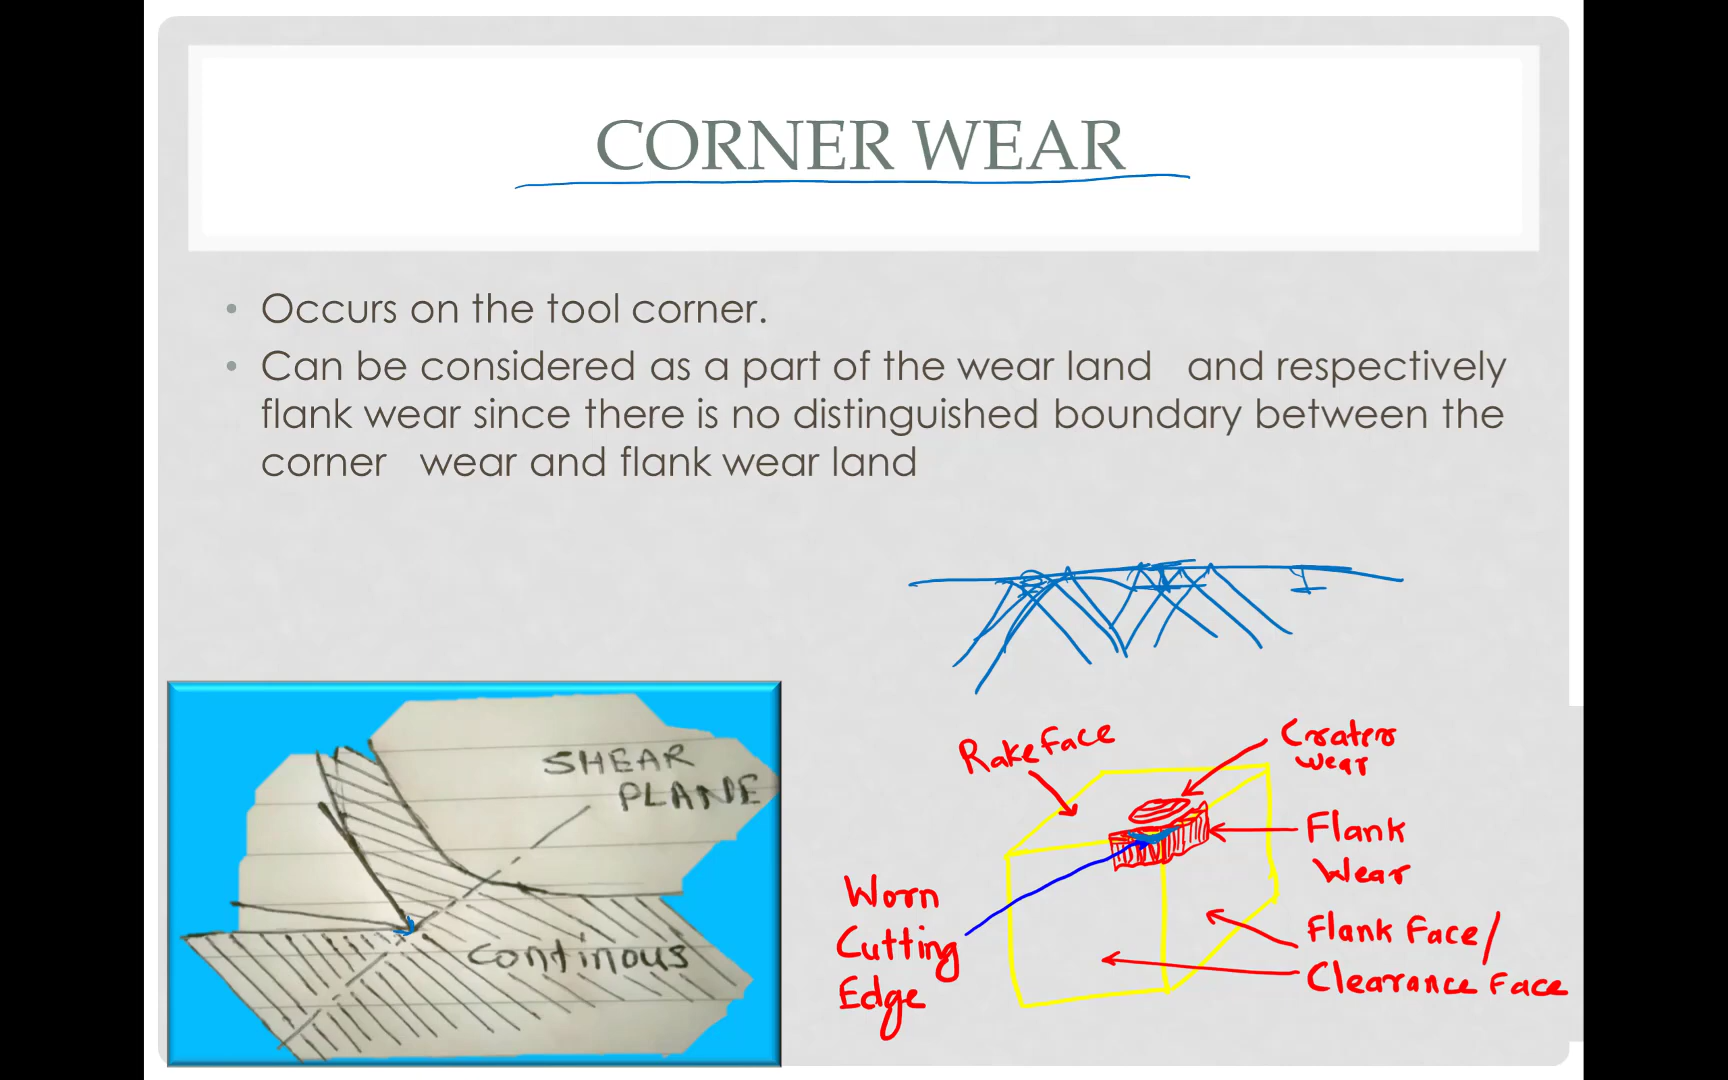 CORNER WEAR
• Occurs on the tool corner.
• Can be considered as a part of the wear land and respectively
flank wear since there is no distinguished boundary between the
corner wear and flank wear land
SHEAR
PLANE
Continous
Rake Face
Crater
wear
Flank
Wear
Worn
Cutting
Edge
Flank Face/
Clearance Face